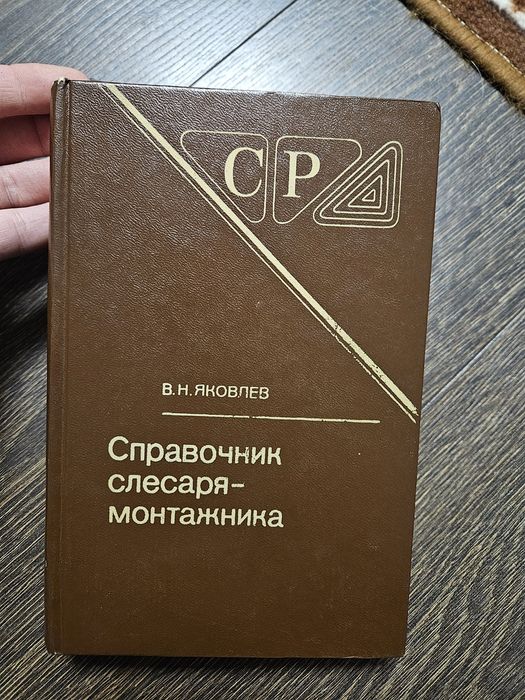 СР
В.Н.ЯКОВЛЕВ
Справочник
слесаря-
монтажника